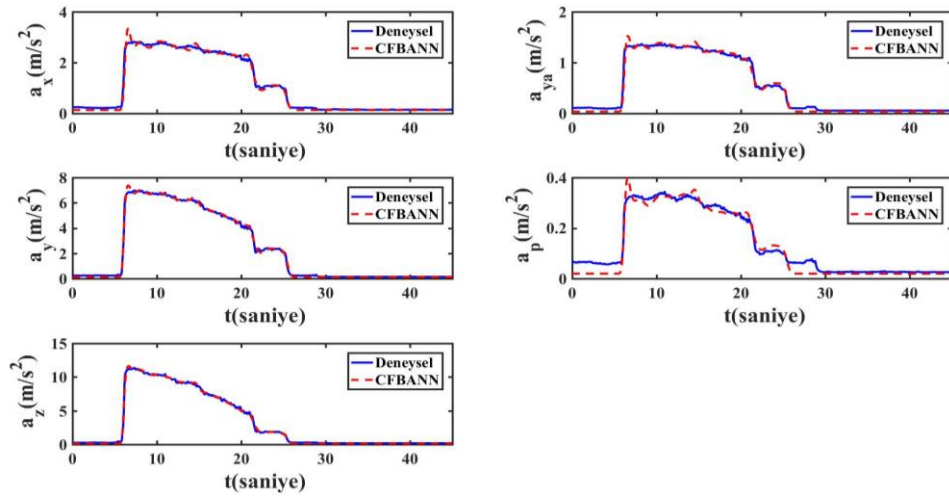 a_x(m/s^2)
4
2
0
Deneysel
CFBANN
0 10 20 30 40
t(saniye)
a_ya(m/s^2)
2
1
0
Deneysel
CFBANN
0 10 20 30 40
t(saniye)
a_y(m/s^2)
8
6
4
2
0
Deneysel
CFBANN
0 10 20 30 40
t(saniye)
a_p(m/s^2)
0.4
0.2
0
Deneysel
CFBANN
0 10 20 30 40
t(saniye)
a_z(m/s^2)
15
10
5
0
Deneysel
CFBANN
0 10 20 30 40
t(saniye)